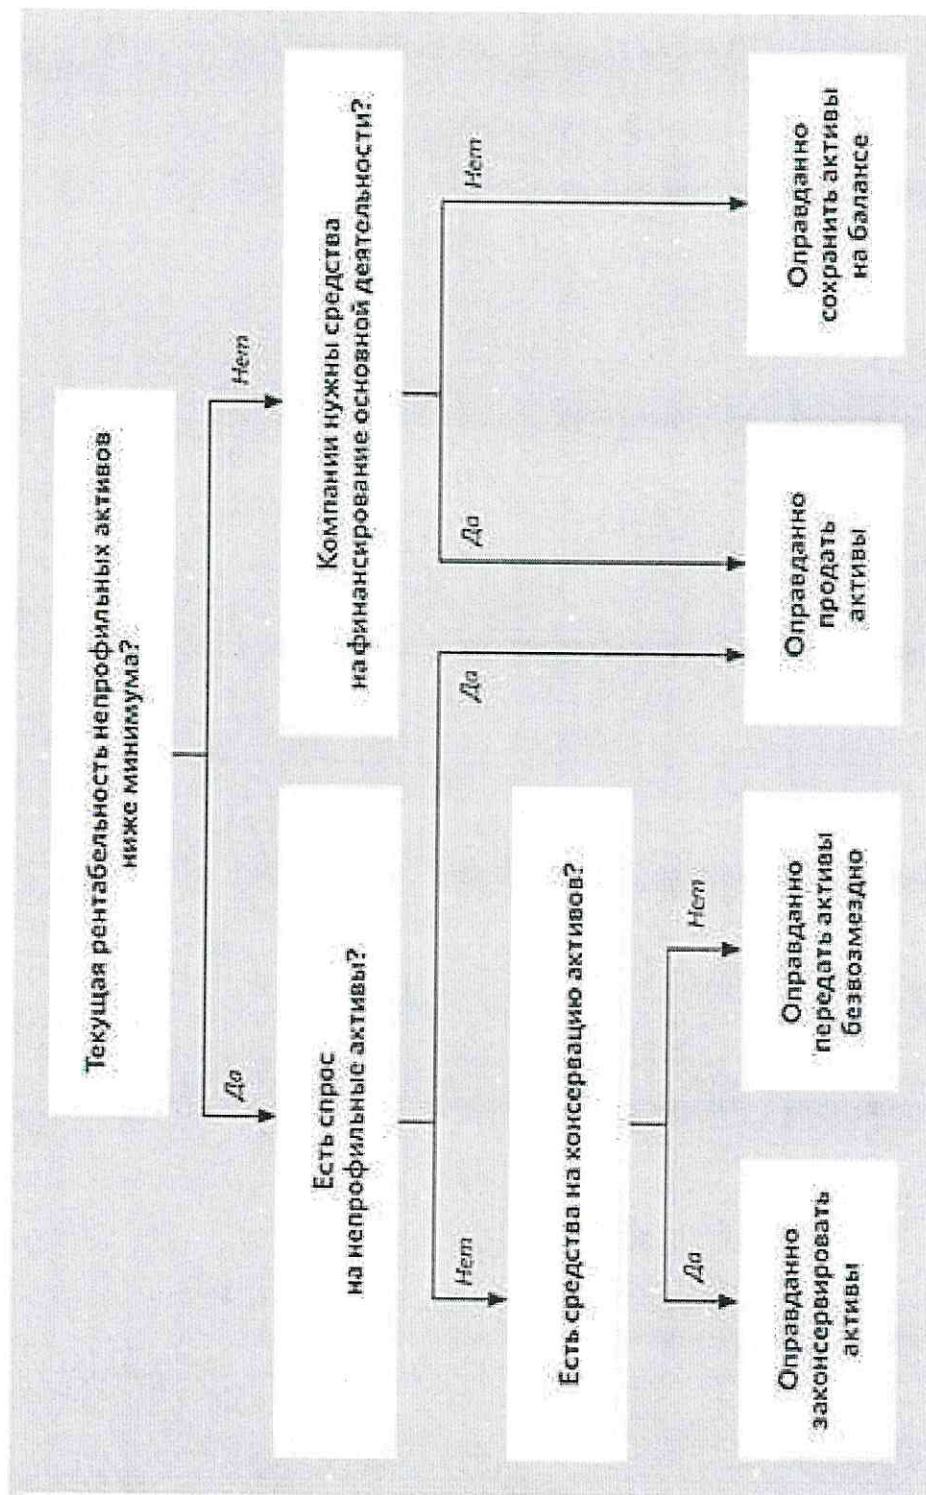 Текущая рентабельность непрофильных активов
ниже минимума?
Да
Нет
Есть спрос
на непрофильные активы?
Компании нужны средства
на финансирование основной деятельности?
Нет
Да
Да
Нет
Есть средства на консервацию активов?
Да
Нет
Оправданно
законсервировать
активы
Оправданно
передать активы
безвозмездно
Оправданно
продать
активы
Оправданно
сохранить активы
на балансе